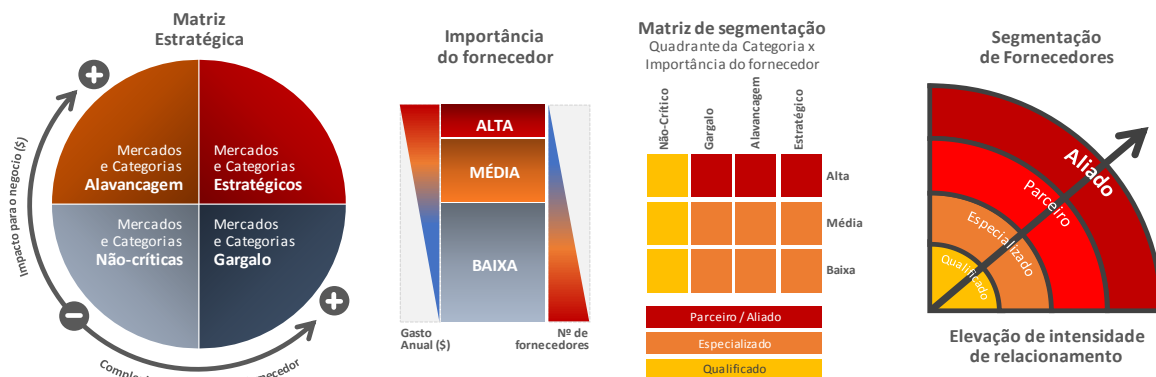 Matriz
Estratégica
Impacto para o negocio ($)
Mercados
e Categorias
Alavancagem
Mercados
e Categorias
Estratégicos
Mercados
e Categorias
Não-críticas
Mercados
e Categorias
Gargalo
Importância
do fornecedor
ALTA
MÉDIA
BAIXA
Gasto
Anual ($)
Nº de
fornecedores
Matriz de segmentação
Quadrante da Categoria x
Importância do fornecedor
Não-Crítico
Gargalo
Alavancagem
Estratégico
Alta
Média
Baixa
Parceiro / Aliado
Especializado
Qualificado
Segmentação
de Fornecedores
Aliado
Parceiro
Especializado
Qualificado
Elevação de intensidade
de relacionamento